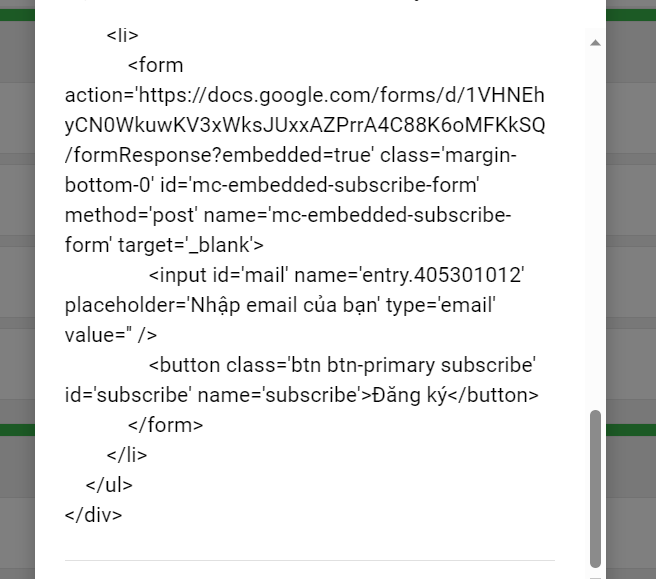 <li>
<form
action='https://docs.google.com/forms/d/1VHNEh
yCN0WkuwKV3xWksJUxxAZPrrA4C88K6oMFKkSQ
/formResponse?embedded=true' class='margin-
bottom-0' id='mc-embedded-subscribe-form'
method='post' name='mc-embedded-subscribe-
form' target='_blank'>
<input id='mail' name='entry.405301012'
placeholder='Nhập email của bạn' type='email'
value='' />
<button class='btn btn-primary subscribe'
id='subscribe' name='subscribe'>Đăng ký</button>
</form>
</li>
</ul>
</div>